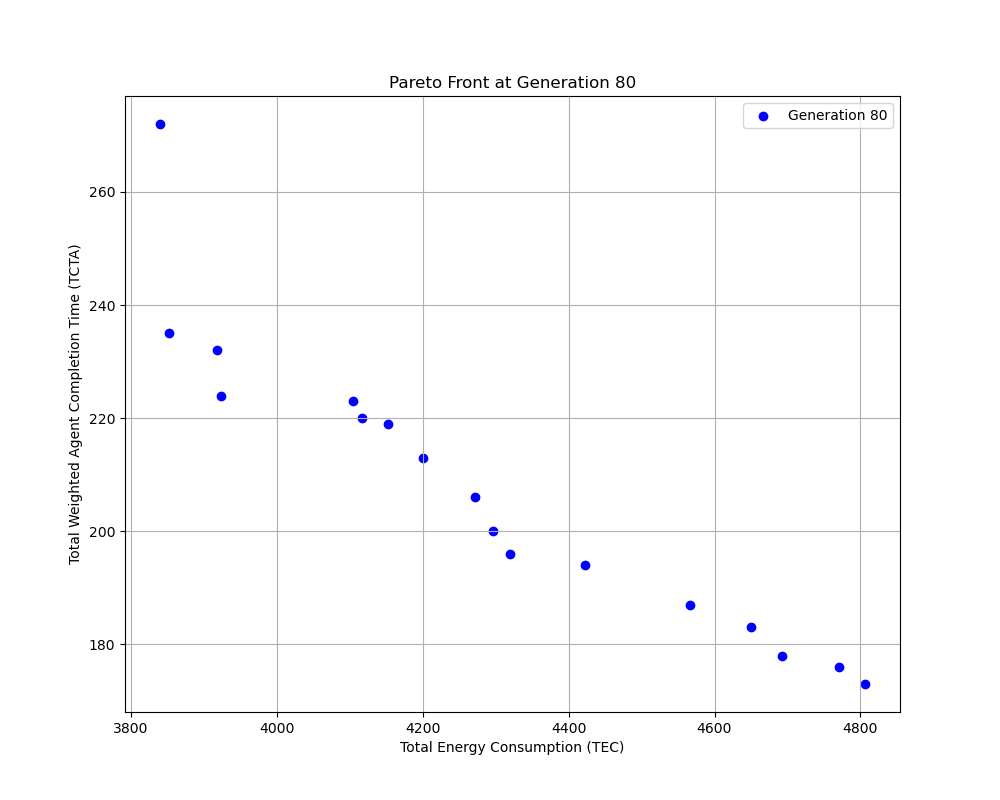 Pareto Front at Generation 80
Generation 80
260
240
220
200
180
Total Weighted Agent Completion Time (TCTA)
3800 4000 4200 4400 4600 4800
Total Energy Consumption (TEC)